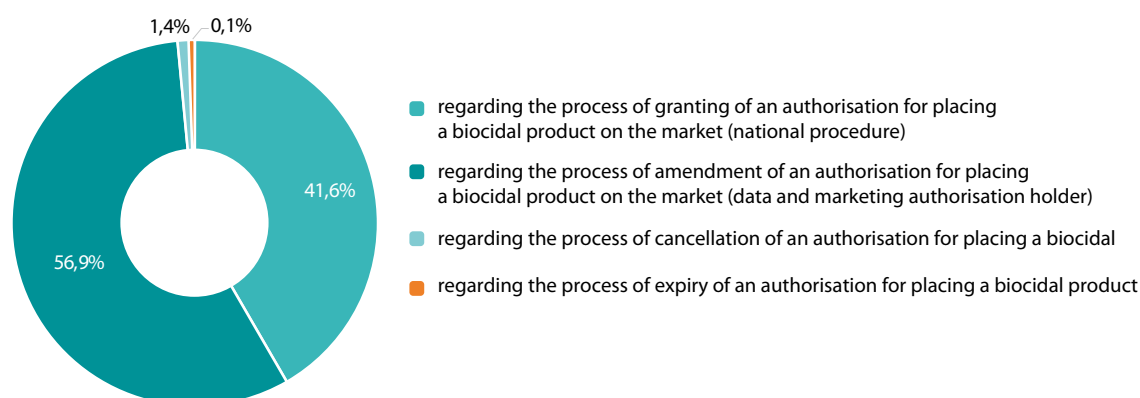 1,4%
0,1%
41,6%
56,9%
regarding the process of granting of an authorisation for placing
a biocidal product on the market (national procedure)
regarding the process of amendment of an authorisation for placing
a biocidal product on the market (data and marketing authorisation holder)
regarding the process of cancellation of an authorisation for placing a biocidal
regarding the process of expiry of an authorisation for placing a biocidal product